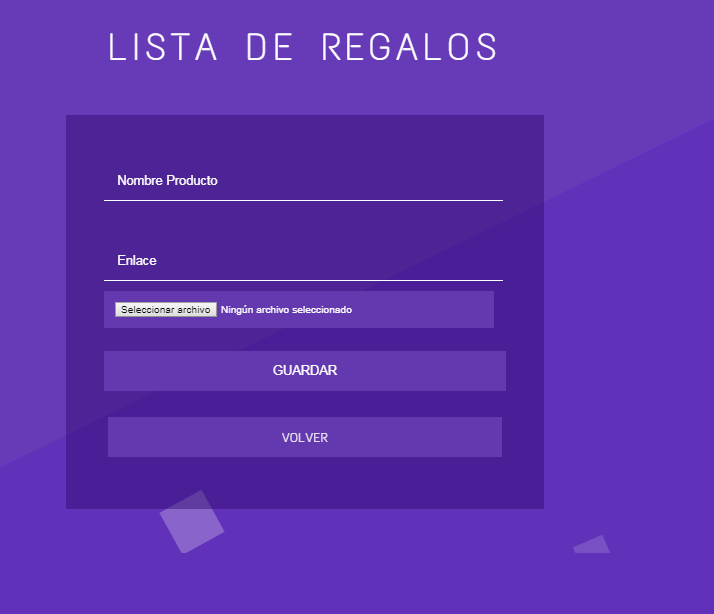 LISTA DE REGALOS
Nombre Producto
Enlace
Seleccionar archivo Ningún archivo seleccionado
GUARDAR
VOLVER